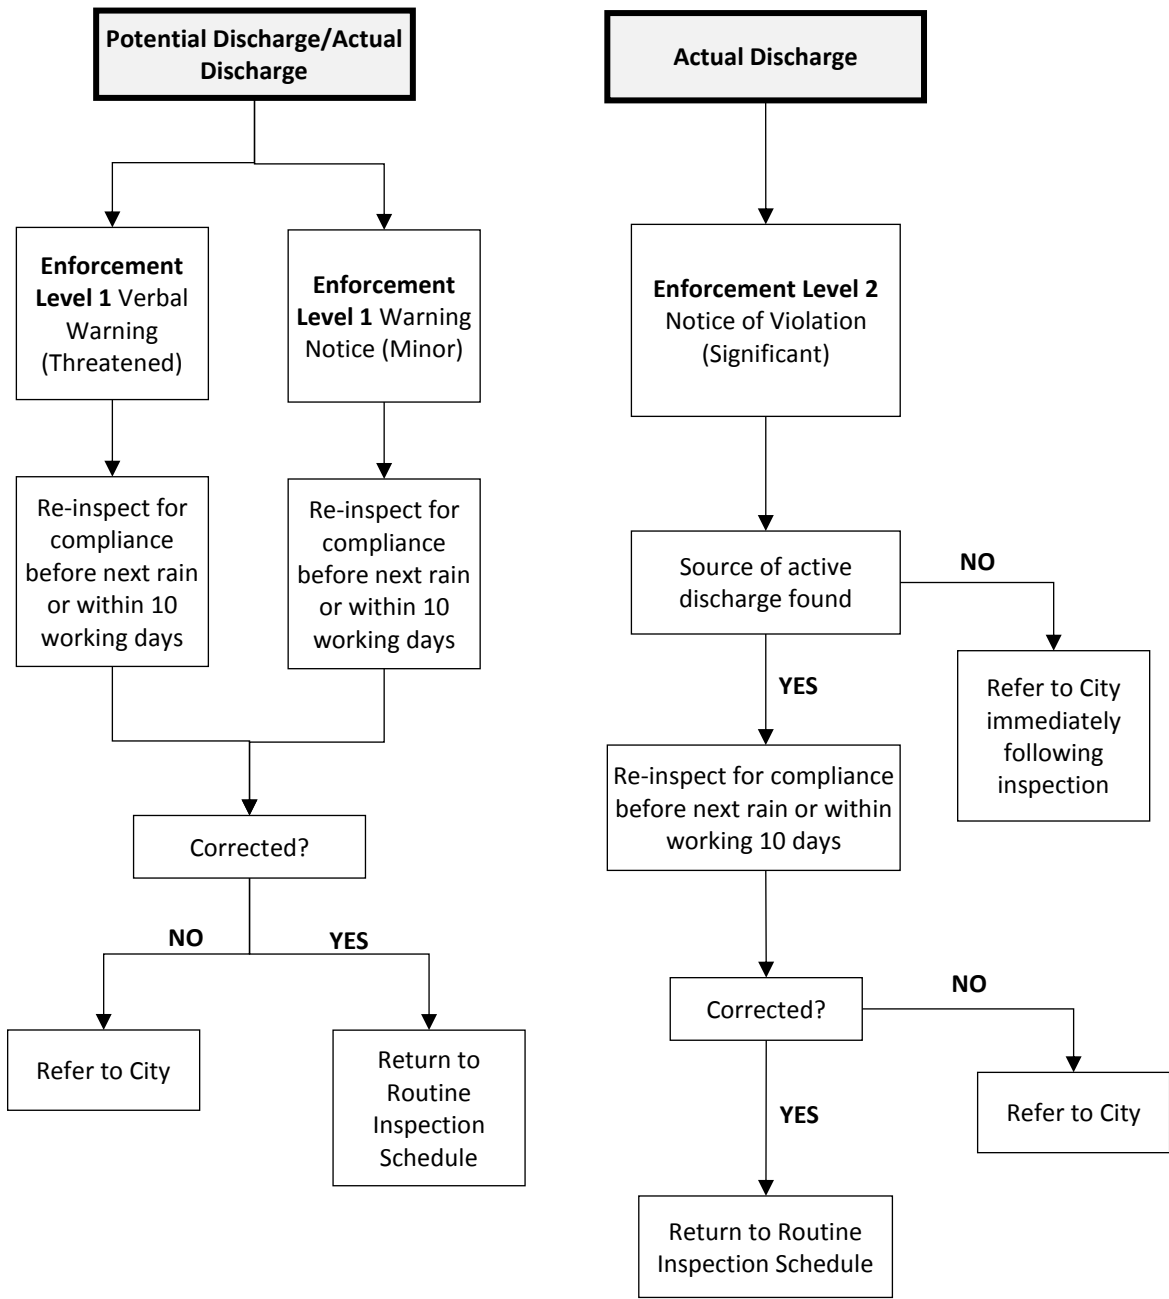 Potential Discharge/Actual
Discharge
Enforcement
Level 1 Verbal
Warning
(Threatened)
Enforcement
Level 1 Warning
Notice (Minor)
Re-inspect for
compliance
before next rain
or within 10
working days
Re-inspect for
compliance
before next rain
or within 10
working days
Corrected?
NO
YES
Refer to City
Return to
Routine
Inspection
Schedule
Actual Discharge
Enforcement Level 2
Notice of Violation
(Significant)
Source of active
discharge found
NO
YES
Refer to City
immediately
following
inspection
Re-inspect for compliance
before next rain or within
working 10 days
Corrected?
NO
YES
Refer to City
Return to Routine
Inspection Schedule